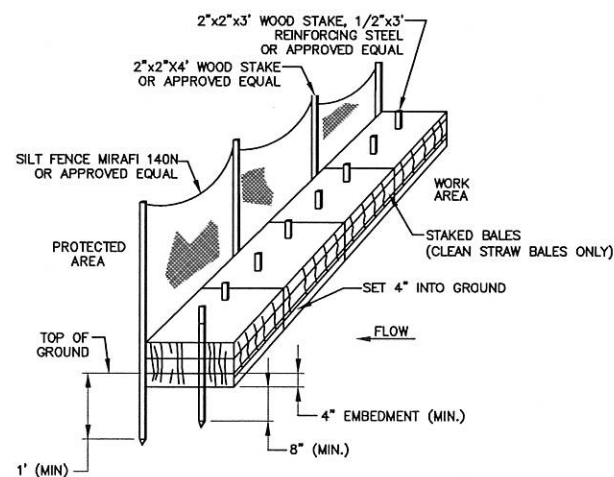 2"x2"x3' WOOD STAKE, 1/2"x3'
REINFORCING STEEL
OR APPROVED EQUAL
2"x2"X4' WOOD STAKE
OR APPROVED EQUAL
SILT FENCE MIRAFI 140N
OR APPROVED EQUAL
WORK
AREA
PROTECTED
AREA
STAKED BALES
(CLEAN STRAW BALES ONLY)
SET 4" INTO GROUND
TOP OF
GROUND
FLOW
4" EMBEDMENT (MIN.)
8" (MIN.)
1' (MIN)